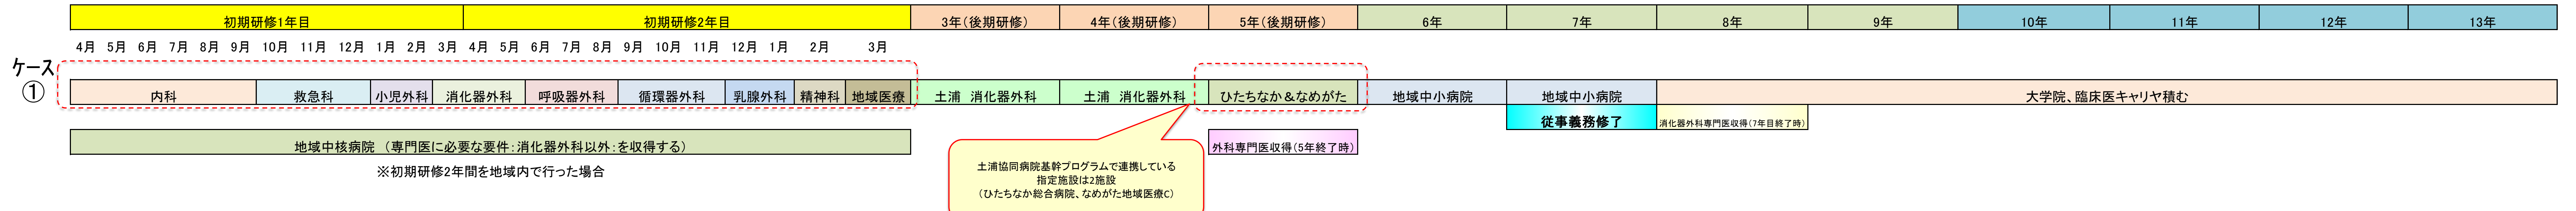 初期研修1年目 初期研修2年目 3年（後期研修） 4年（後期研修） 5年（後期研修） 6年 7年 8年 9年 10年 11年 12年 13年
4月 5月 6月 7月 8月 9月 10月 11月 12月 1月 2月 3月 4月 5月 6月 7月 8月 9月 10月 11月 12月 1月 2月 3月
ケース
①
内科 救急科 小児外科 消化器外科 呼吸器外科 循環器外科 乳腺外科 精神科 地域医療 土浦 消化器外科 土浦 消化器外科 ひたちなか＆なめがた 地域中小病院 地域中小病院 大学院、臨床医キャリヤ積む
従事義務修了 消化器外科専門医収得（7年目終了時）
地域中核病院 （専門医に必要な要件：消化器外科以外：を収得する） 外科専門医収得（5年終了時）
※初期研修2年間を地域内で行った場合
土浦協同病院基幹プログラムで連携している
指定施設は2施設
（ひたちなか総合病院、なめがた地域医療C）